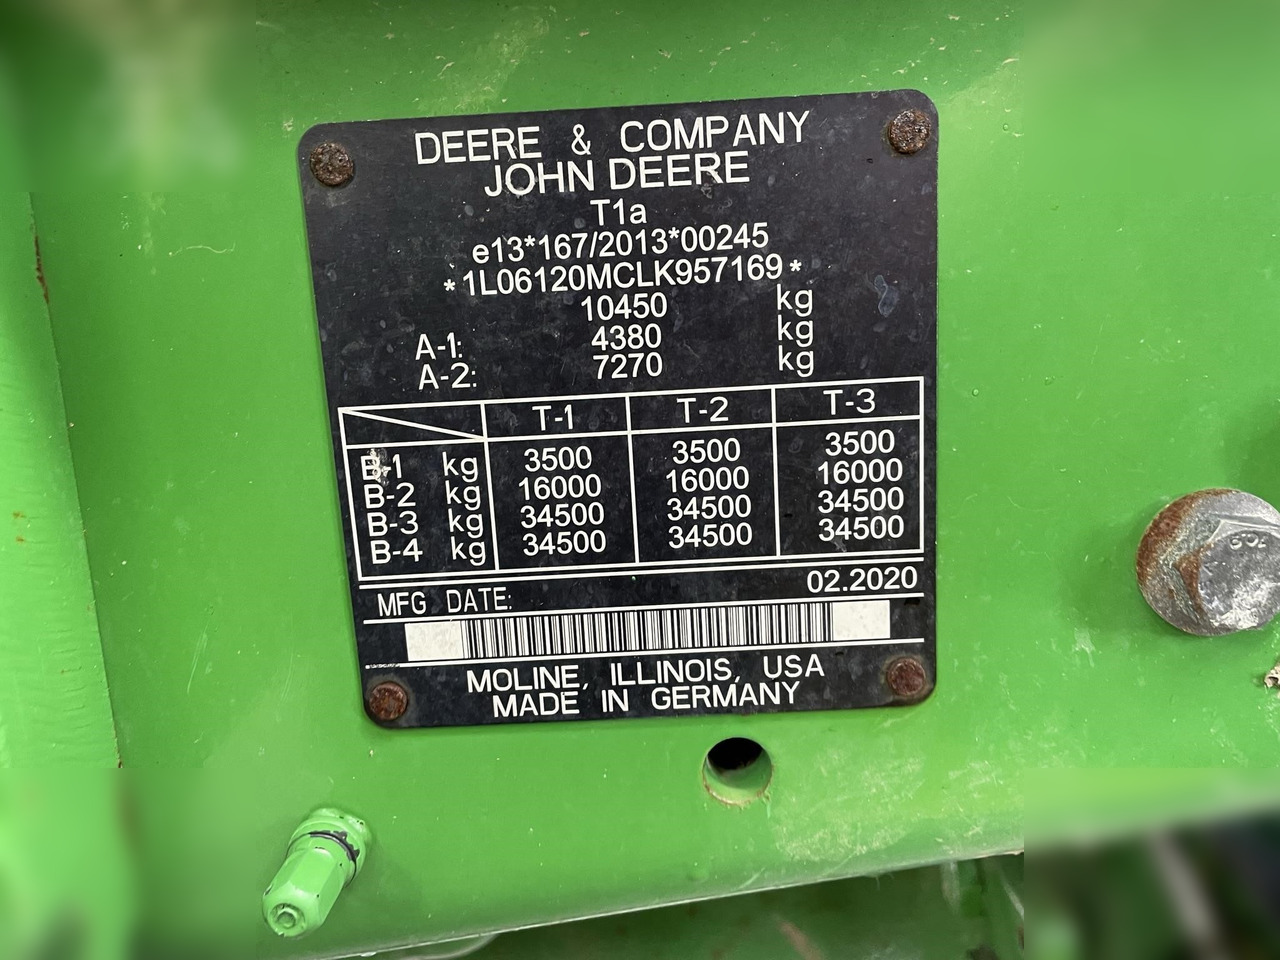 DEERE & COMPANY
JOHN DEERE
T1a
e13*167/2013*00245
*1L06120MCLK957169*
10450 kg
A-1: 4380 kg
A-2: 7270 kg
T-1 T-2 T-3
B-1 kg 3500 3500 3500
B-2 kg 16000 16000 16000
B-3 kg 34500 34500 34500
B-4 kg 34500 34500 34500
MFG DATE: 02.2020
MOLINE, ILLINOIS, USA
MADE IN GERMANY